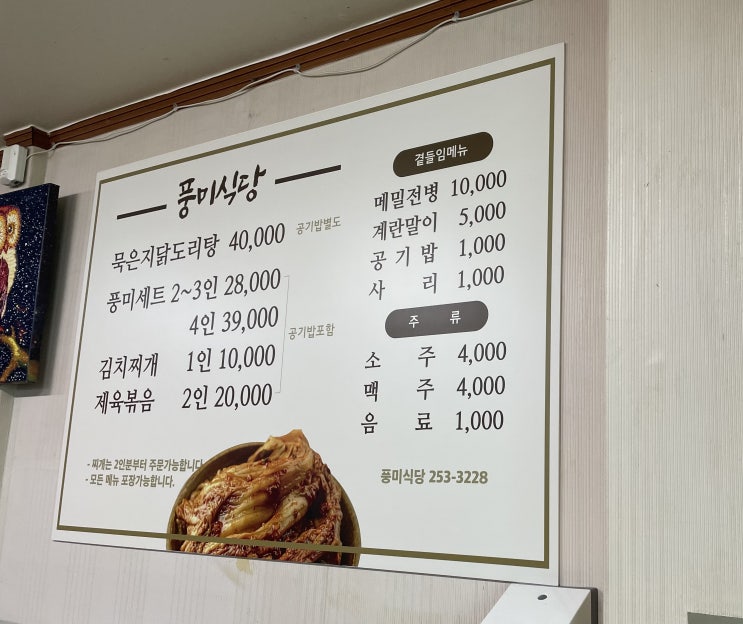 풍미식당
묵은지닭도리탕 40,000 공기밥별도
풍미세트 2~3인 28,000
4인 39,000
공기밥포함
김치찌개 1인 10,000
제육볶음 2인 20,000
- 찌개는 2인분부터 주문가능합니다.
- 모든 메뉴 포장가능합니다.
곁들임메뉴
메밀전병 10,000
계란말이 5,000
공기밥 1,000
사리 1,000
주류
소주 4,000
맥주 4,000
음료 1,000
풍미식당 253-3228